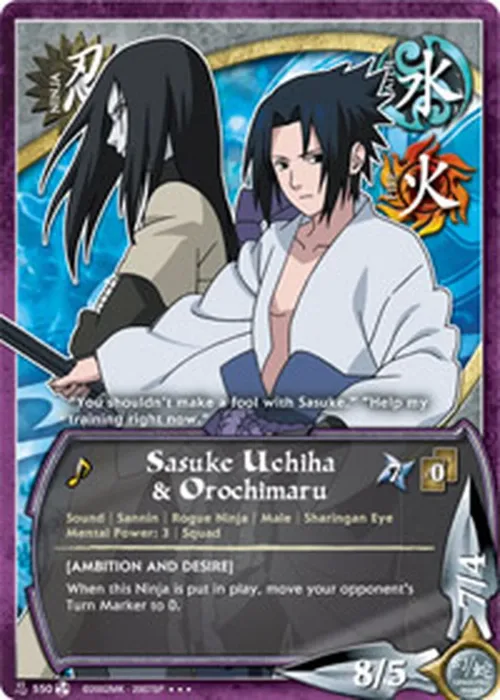 忍
NINJA
水
火
"You shouldn't make a fool with Sasuke." "Help my
training right now."
Sasuke Uchiha
& Orochimaru
7
0
Sound | Sannin | Rogue Ninja | Male | Sharingan Eye
Mental Power: 3 | Squad
[AMBITION AND DESIRE]
When this Ninja is put in play, move your opponent's
Turn Marker to 0.
7/4
8/5
550